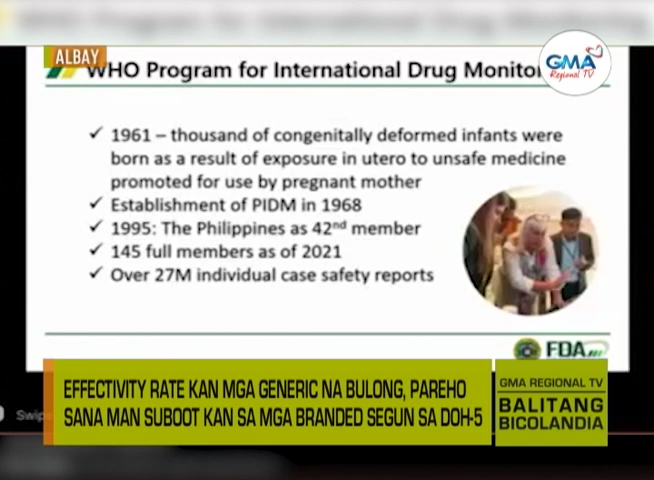 ALBAY
WHO Program for International Drug Monitor
GMA
Regional TV
✓ 1961 – thousand of congenitally deformed infants were
born as a result of exposure in utero to unsafe medicine
promoted for use by pregnant mother
✓ Establishment of PIDM in 1968
✓ 1995: The Philippines as 42nd member
✓ 145 full members as of 2021
✓ Over 27M individual case safety reports
FDA
EFFECTIVITY RATE KAN MGA GENERIC NA BULONG, PAREHO
SANA MAN SUBOOT KAN SA MGA BRANDED SEGUN SA DOH-5
GMA REGIONAL TV
BALITANG
BICOLANDIA
Swip